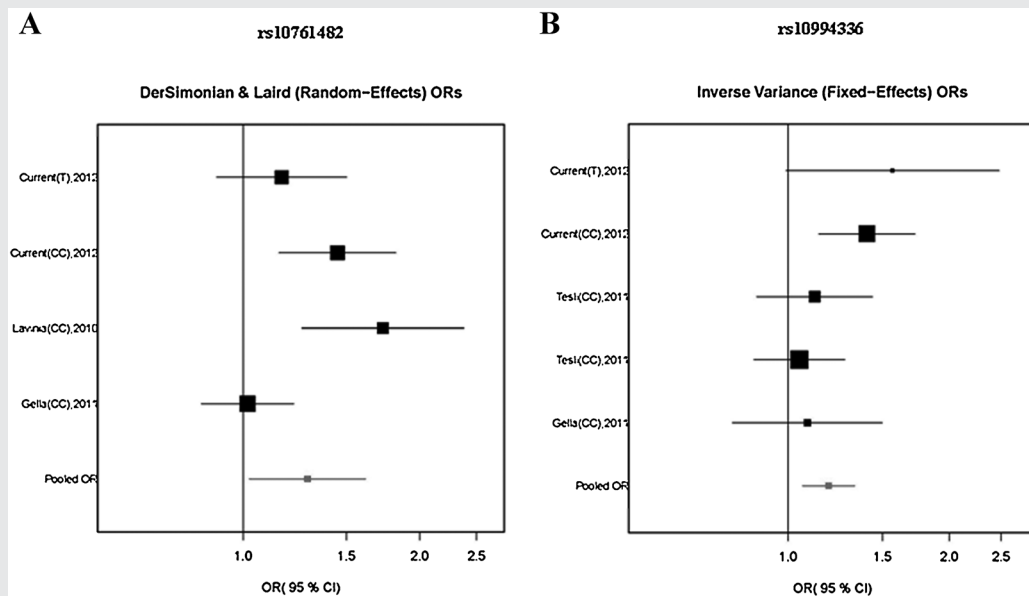 A
rs10761482
DerSimonian & Laird (Random-Effects) ORs
Current(T),2012
Current(CC),2012
Lavinia(CC),2010
Gella(CC),2011
Pooled OR
1.0 1.5 2.0 2.5
OR( 95 % CI)
B
rs10994336
Inverse Variance (Fixed-Effects) ORs
Current(T),2012
Current(CC),2012
Tesli(CC),2011
Tesli(CC),2011
Gella(CC),2011
Pooled OR
1.0 1.5 2.0 2.5
OR( 95 % CI)